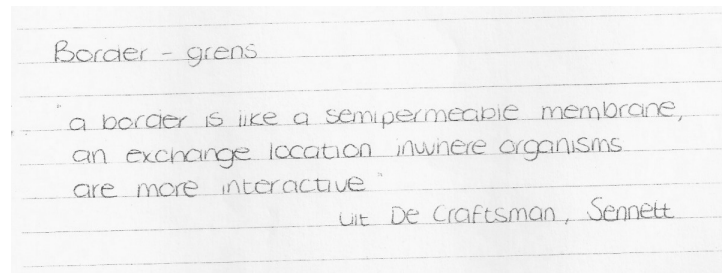 Border - grens
"a border is like a semipermeable membrane,
an exchange location inwhere organisms
are more interactive"
uit De Craftsman, Sennett